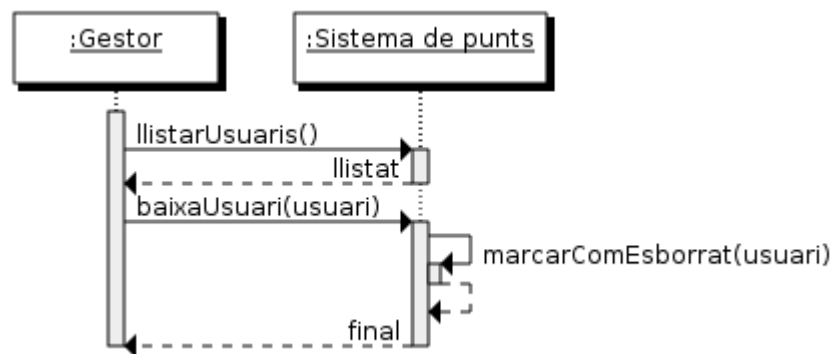 :Gestor
:Sistema de punts
llistarUsuaris()
llistat
baixaUsuari(usuari)
marcarComEsborrat(usuari)
final